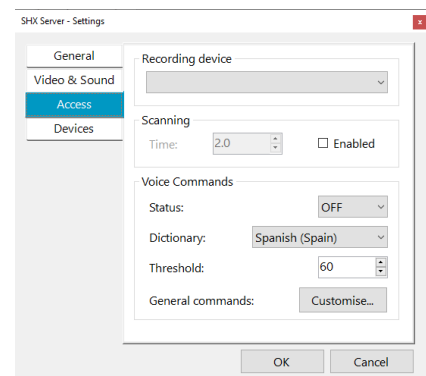 SHX Server - Settings
x
General
Video & Sound
Access
Devices
Recording device
Scanning
Time: 2.0 Enabled
Voice Commands
Status: OFF
Dictionary: Spanish (Spain)
Threshold: 60
General commands: Customise...
OK Cancel